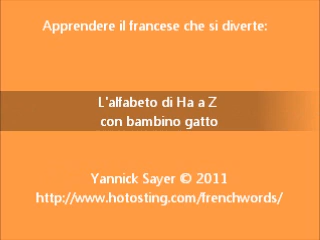 Apprendere il francese che si diverte:
L'alfabeto di Ha a Z
con bambino gatto
Yannick Sayer © 2011
http://www.hotosting.com/frenchwords/